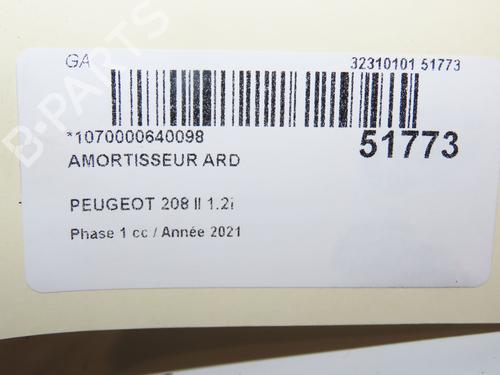 GA 32310101 51773
*1070000640098 51773
AMORTISSEUR ARD
PEUGEOT 208 II 1.2i
Phase 1 cc / Année 2021
B-PARTS